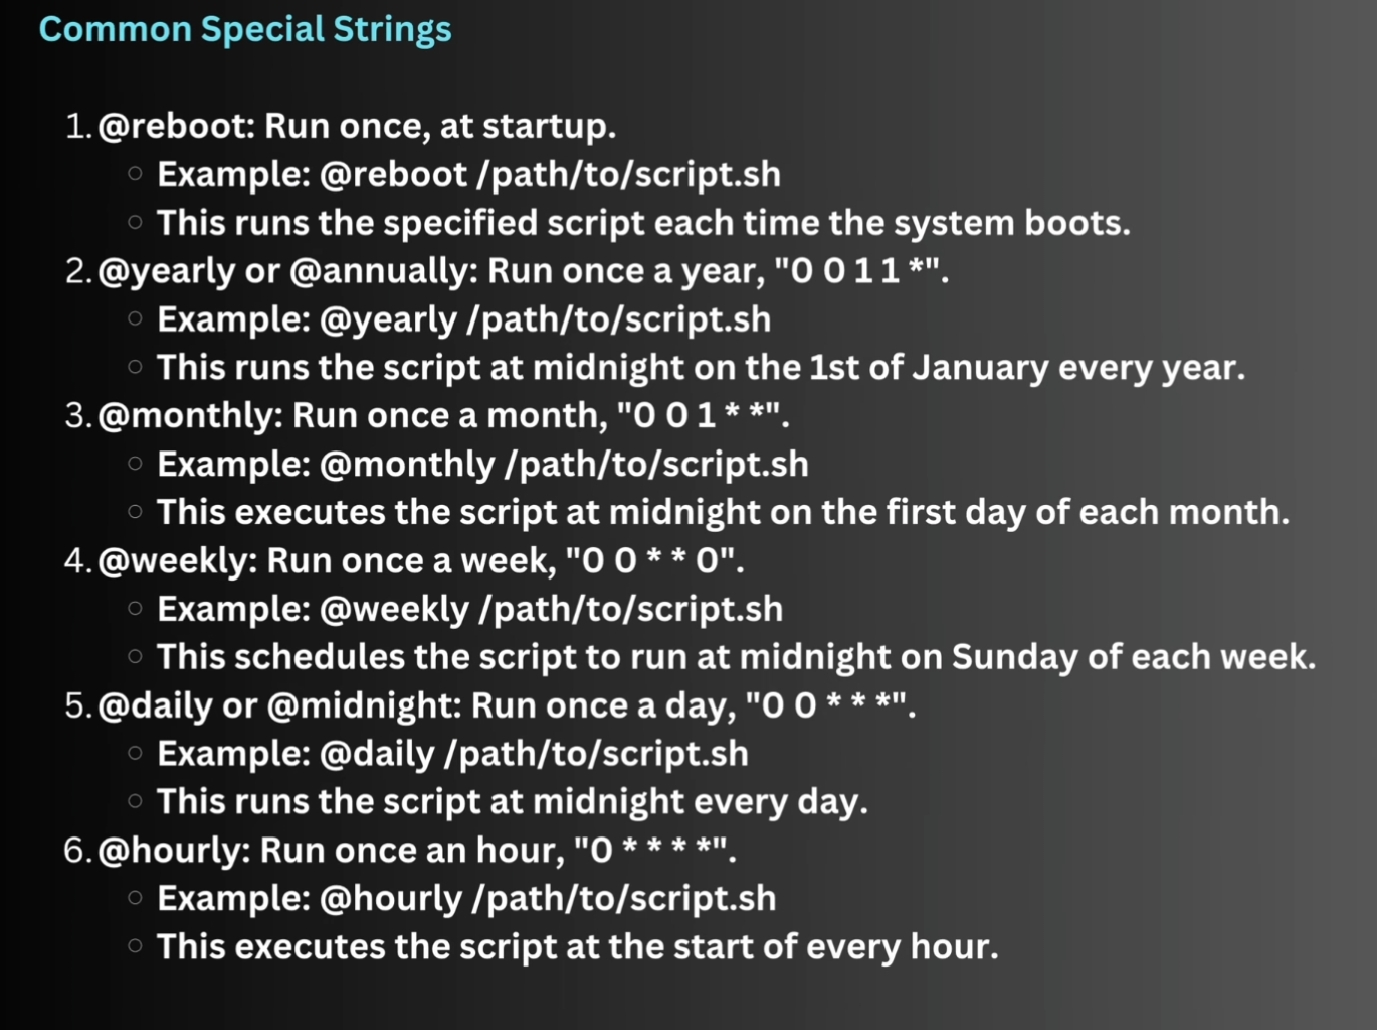 Common Special Strings
1. @reboot: Run once, at startup.
○ Example: @reboot /path/to/script.sh
○ This runs the specified script each time the system boots.
2. @yearly or @annually: Run once a year, "0 0 1 1 *".
○ Example: @yearly /path/to/script.sh
○ This runs the script at midnight on the 1st of January every year.
3. @monthly: Run once a month, "0 0 1 * *".
○ Example: @monthly /path/to/script.sh
○ This executes the script at midnight on the first day of each month.
4. @weekly: Run once a week, "0 0 * * 0".
○ Example: @weekly /path/to/script.sh
○ This schedules the script to run at midnight on Sunday of each week.
5. @daily or @midnight: Run once a day, "0 0 * * *".
○ Example: @daily /path/to/script.sh
○ This runs the script at midnight every day.
6. @hourly: Run once an hour, "0 * * * *".
○ Example: @hourly /path/to/script.sh
○ This executes the script at the start of every hour.